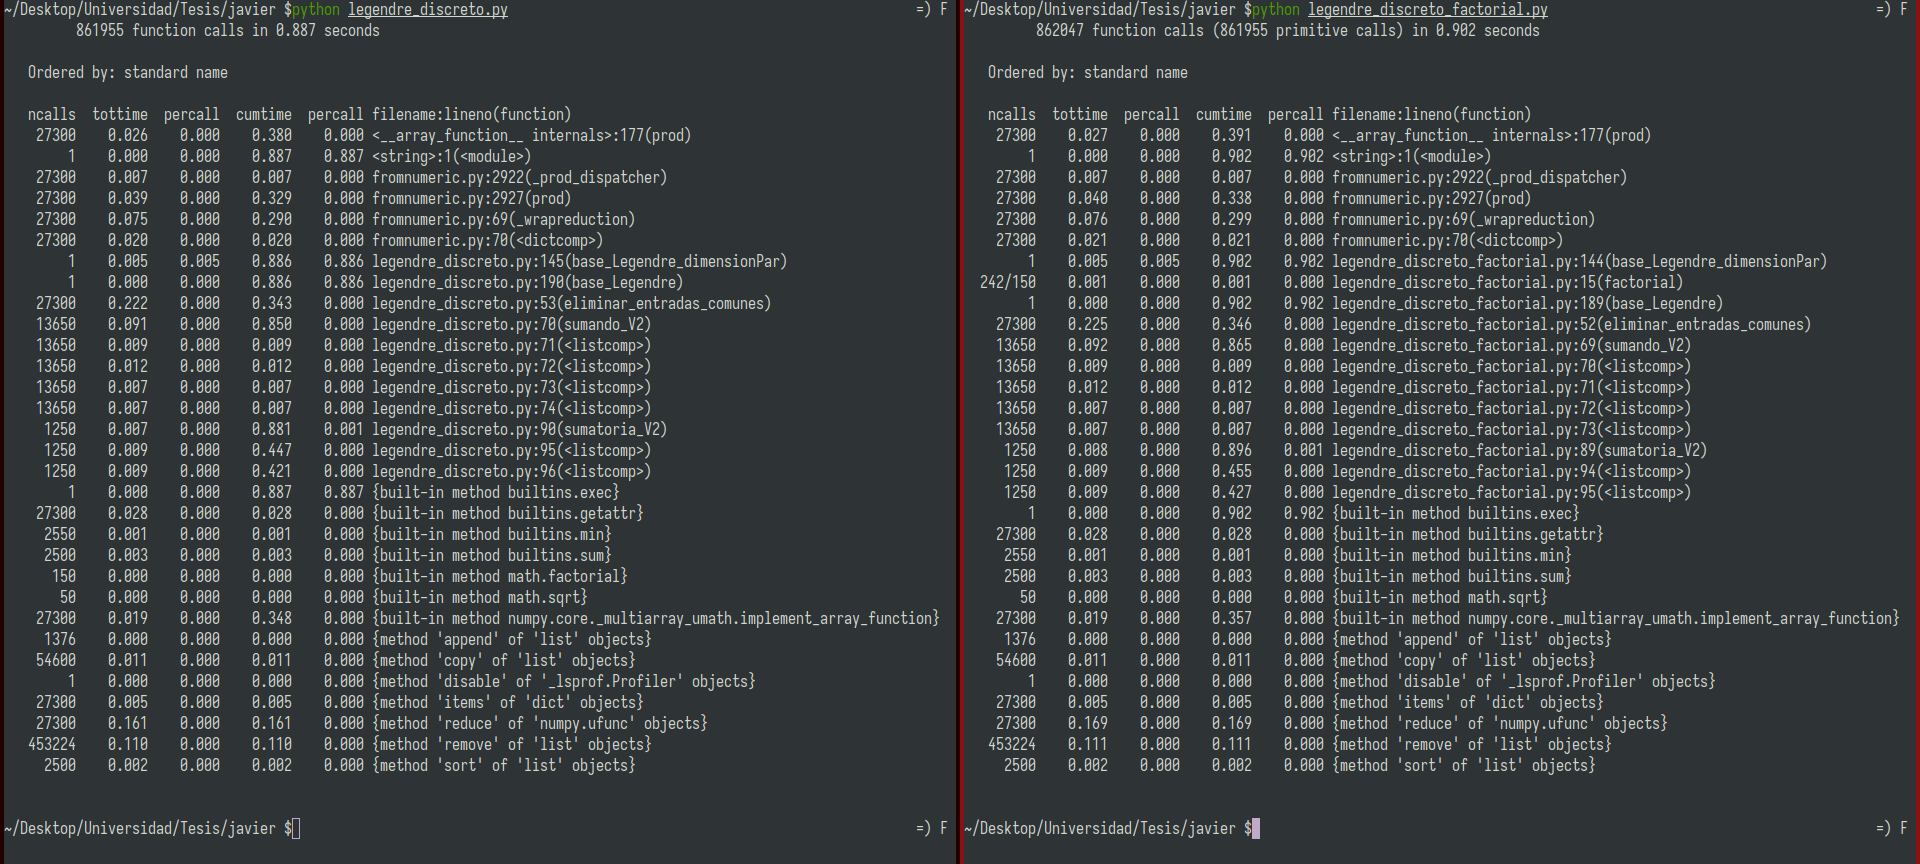 ~/Desktop/Universidad/Tesis/javier $python legendre_discreto.py =) F
861955 function calls in 0.887 seconds
Ordered by: standard name
ncalls tottime percall cumtime percall filename:lineno(function)
27300 0.026 0.000 0.380 0.000 <__array_function__ internals>:177(prod)
1 0.000 0.000 0.887 0.887 <string>:1(<module>)
27300 0.007 0.000 0.007 0.000 fromnumeric.py:2922(_prod_dispatcher)
27300 0.039 0.000 0.329 0.000 fromnumeric.py:2927(prod)
27300 0.075 0.000 0.290 0.000 fromnumeric.py:69(_wrapreduction)
27300 0.020 0.000 0.020 0.000 fromnumeric.py:70(<dictcomp>)
1 0.005 0.005 0.886 0.886 legendre_discreto.py:145(base_Legendre_dimensionPar)
1 0.000 0.000 0.886 0.886 legendre_discreto.py:190(base_Legendre)
27300 0.222 0.000 0.343 0.000 legendre_discreto.py:53(eliminar_entradas_comunes)
13650 0.091 0.000 0.850 0.000 legendre_discreto.py:70(sumando_V2)
13650 0.009 0.000 0.009 0.000 legendre_discreto.py:71(<listcomp>)
13650 0.012 0.000 0.012 0.000 legendre_discreto.py:72(<listcomp>)
13650 0.007 0.000 0.007 0.000 legendre_discreto.py:73(<listcomp>)
13650 0.007 0.000 0.007 0.000 legendre_discreto.py:74(<listcomp>)
1250 0.007 0.000 0.881 0.001 legendre_discreto.py:90(sumatoria_V2)
1250 0.009 0.000 0.447 0.000 legendre_discreto.py:95(<listcomp>)
1250 0.009 0.000 0.421 0.000 legendre_discreto.py:96(<listcomp>)
1 0.000 0.000 0.887 0.887 {built-in method builtins.exec}
27300 0.028 0.000 0.028 0.000 {built-in method builtins.getattr}
2550 0.001 0.000 0.001 0.000 {built-in method builtins.min}
2500 0.003 0.000 0.003 0.000 {built-in method builtins.sum}
150 0.000 0.000 0.000 0.000 {built-in method math.factorial}
50 0.000 0.000 0.000 0.000 {built-in method math.sqrt}
27300 0.019 0.000 0.348 0.000 {built-in method numpy.core._multiarray_umath.implement_array_function}
1376 0.000 0.000 0.000 0.000 {method 'append' of 'list' objects}
54600 0.011 0.000 0.011 0.000 {method 'copy' of 'list' objects}
1 0.000 0.000 0.000 0.000 {method 'disable' of '_lsprof.Profiler' objects}
27300 0.005 0.000 0.005 0.000 {method 'items' of 'dict' objects}
27300 0.161 0.000 0.161 0.000 {method 'reduce' of 'numpy.ufunc' objects}
453224 0.110 0.000 0.110 0.000 {method 'remove' of 'list' objects}
2500 0.002 0.000 0.002 0.000 {method 'sort' of 'list' objects}
~/Desktop/Universidad/Tesis/javier $ =) F
~/Desktop/Universidad/Tesis/javier $python legendre_discreto_factorial.py =) F
862047 function calls (861955 primitive calls) in 0.902 seconds
Ordered by: standard name
ncalls tottime percall cumtime percall filename:lineno(function)
27300 0.027 0.000 0.391 0.000 <__array_function__ internals>:177(prod)
1 0.000 0.000 0.902 0.902 <string>:1(<module>)
27300 0.007 0.000 0.007 0.000 fromnumeric.py:2922(_prod_dispatcher)
27300 0.040 0.000 0.338 0.000 fromnumeric.py:2927(prod)
27300 0.076 0.000 0.299 0.000 fromnumeric.py:69(_wrapreduction)
27300 0.021 0.000 0.021 0.000 fromnumeric.py:70(<dictcomp>)
1 0.005 0.005 0.902 0.902 legendre_discreto_factorial.py:144(base_Legendre_dimensionPar)
242/150 0.001 0.000 0.001 0.000 legendre_discreto_factorial.py:15(factorial)
1 0.000 0.000 0.902 0.902 legendre_discreto_factorial.py:189(base_Legendre)
27300 0.225 0.000 0.346 0.000 legendre_discreto_factorial.py:52(eliminar_entradas_comunes)
13650 0.092 0.000 0.865 0.000 legendre_discreto_factorial.py:69(sumando_V2)
13650 0.009 0.000 0.009 0.000 legendre_discreto_factorial.py:70(<listcomp>)
13650 0.012 0.000 0.012 0.000 legendre_discreto_factorial.py:71(<listcomp>)
13650 0.007 0.000 0.007 0.000 legendre_discreto_factorial.py:72(<listcomp>)
13650 0.007 0.000 0.007 0.000 legendre_discreto_factorial.py:73(<listcomp>)
1250 0.008 0.000 0.896 0.001 legendre_discreto_factorial.py:89(sumatoria_V2)
1250 0.009 0.000 0.455 0.000 legendre_discreto_factorial.py:94(<listcomp>)
1250 0.009 0.000 0.427 0.000 legendre_discreto_factorial.py:95(<listcomp>)
1 0.000 0.000 0.902 0.902 {built-in method builtins.exec}
27300 0.028 0.000 0.028 0.000 {built-in method builtins.getattr}
2550 0.001 0.000 0.001 0.000 {built-in method builtins.min}
2500 0.003 0.000 0.003 0.000 {built-in method builtins.sum}
50 0.000 0.000 0.000 0.000 {built-in method math.sqrt}
27300 0.019 0.000 0.357 0.000 {built-in method numpy.core._multiarray_umath.implement_array_function}
1376 0.000 0.000 0.000 0.000 {method 'append' of 'list' objects}
54600 0.011 0.000 0.011 0.000 {method 'copy' of 'list' objects}
1 0.000 0.000 0.000 0.000 {method 'disable' of '_lsprof.Profiler' objects}
27300 0.005 0.000 0.005 0.000 {method 'items' of 'dict' objects}
27300 0.169 0.000 0.169 0.000 {method 'reduce' of 'numpy.ufunc' objects}
453224 0.111 0.000 0.111 0.000 {method 'remove' of 'list' objects}
2500 0.002 0.000 0.002 0.000 {method 'sort' of 'list' objects}
~/Desktop/Universidad/Tesis/javier $ =) F